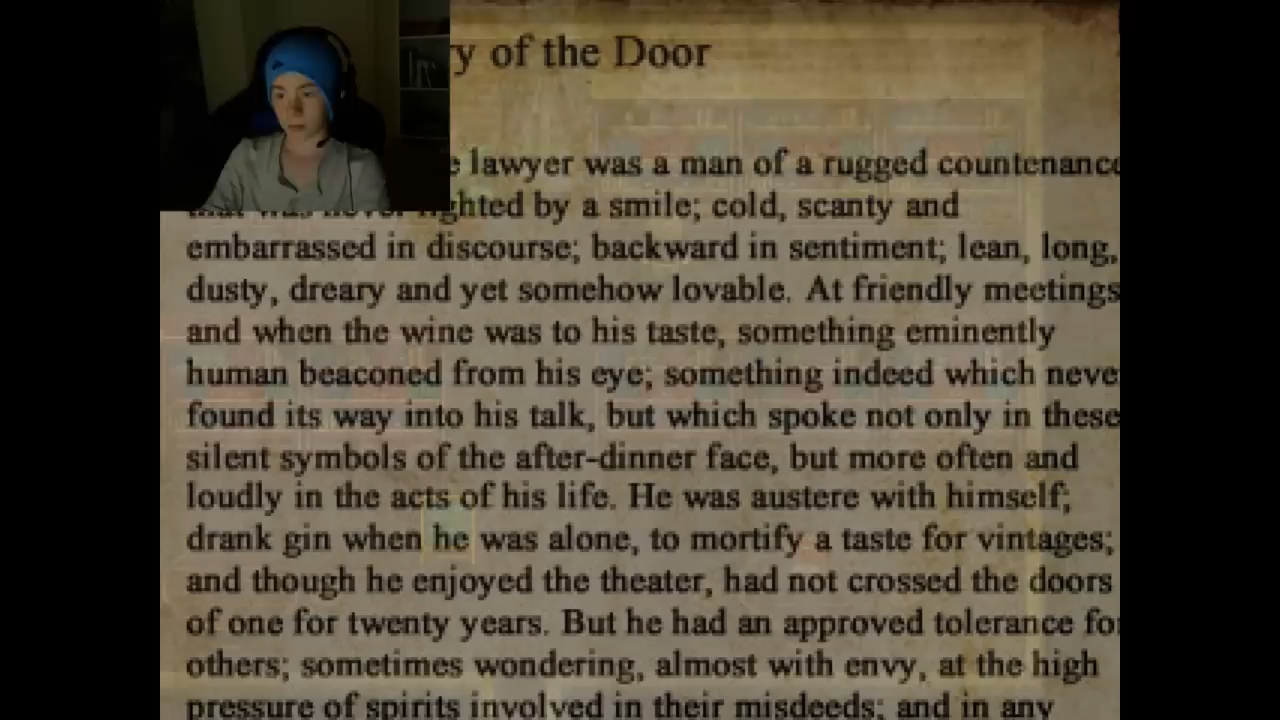 y of the Door
lawyer was a man of a rugged countenance
that was never lighted by a smile; cold, scanty and
embarrassed in discourse; backward in sentiment; lean, long,
dusty, dreary and yet somehow lovable. At friendly meetings
and when the wine was to his taste, something eminently
human beaconed from his eye; something indeed which neve
found its way into his talk, but which spoke not only in these
silent symbols of the after-dinner face, but more often and
loudly in the acts of his life. He was austere with himself;
drank gin when he was alone, to mortify a taste for vintages;
and though he enjoyed the theater, had not crossed the doors
of one for twenty years. But he had an approved tolerance fo
others; sometimes wondering, almost with envy, at the high
pressure of spirits involved in their misdeeds; and in any